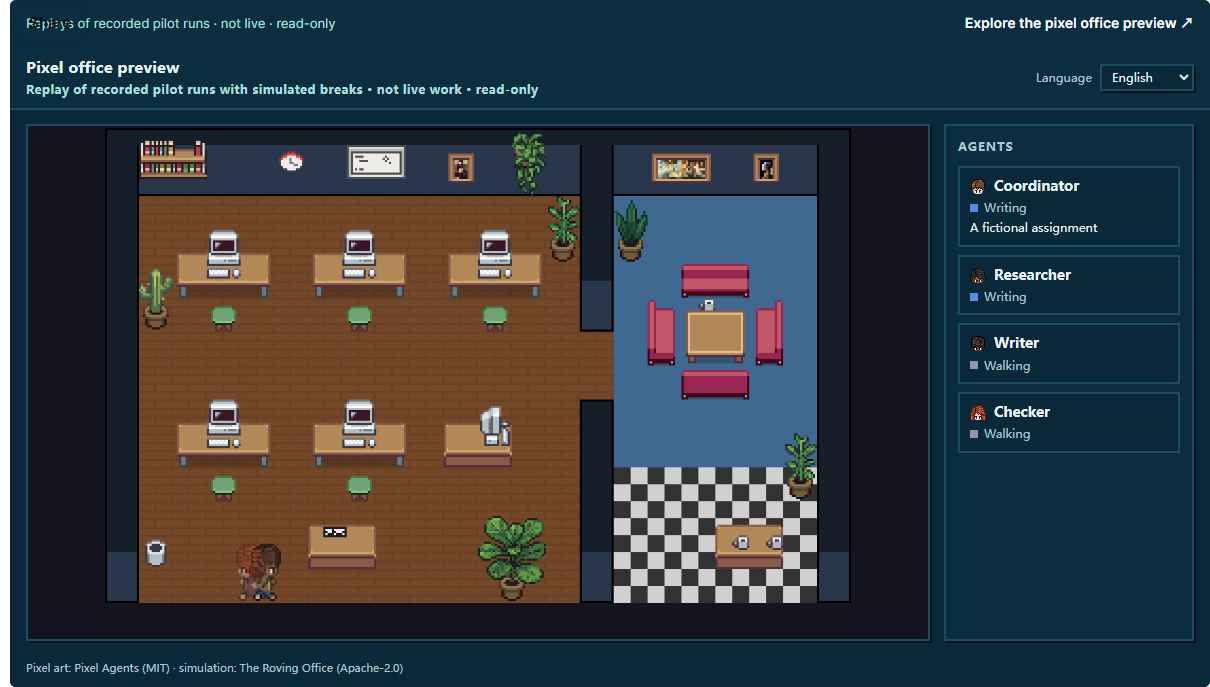 Replays of recorded pilot runs · not live · read-only
Explore the pixel office preview ↗
Pixel office preview
Replay of recorded pilot runs with simulated breaks • not live work • read-only
Language
English
AGENTS
Coordinator
Writing
A fictional assignment
Researcher
Writing
Writer
Walking
Checker
Walking
Pixel art: Pixel Agents (MIT) · simulation: The Roving Office (Apache-2.0)